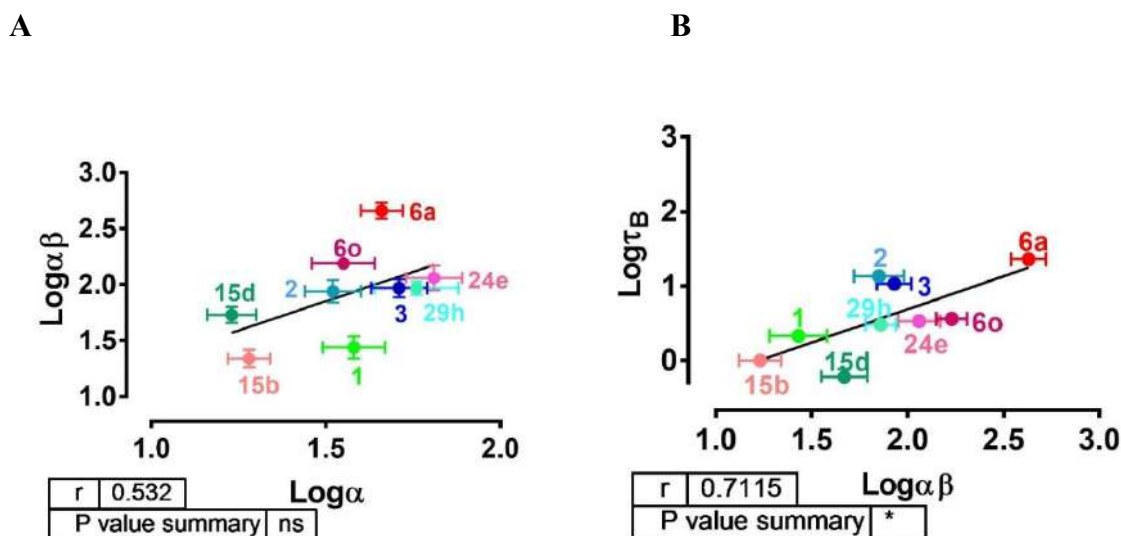 A
B
Logαβ
3.0
2.5
2.0
1.5
1.0
6a
6o
15d
2
24e
3
29h
1
15b
1.0
1.5
2.0
Logα
r 0.532
P value summary ns
LogτB
3
2
1
0
6a
2
3
29h
1
6o
24e
15d
15b
1.0
1.5
2.0
2.5
3.0
Logαβ
r 0.7115
P value summary *